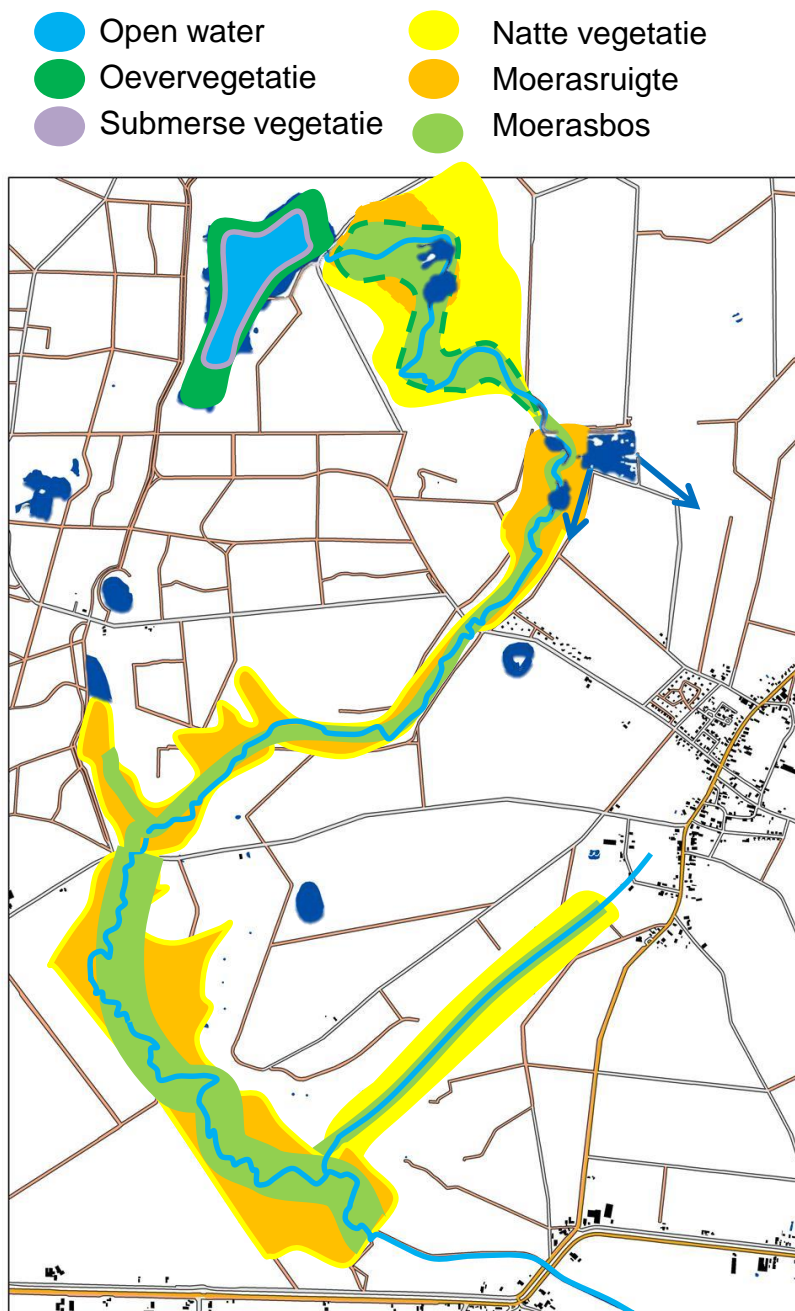 Open water
Oevervegetatie
Submerse vegetatie
Natte vegetatie
Moerasruigte
Moerasbos